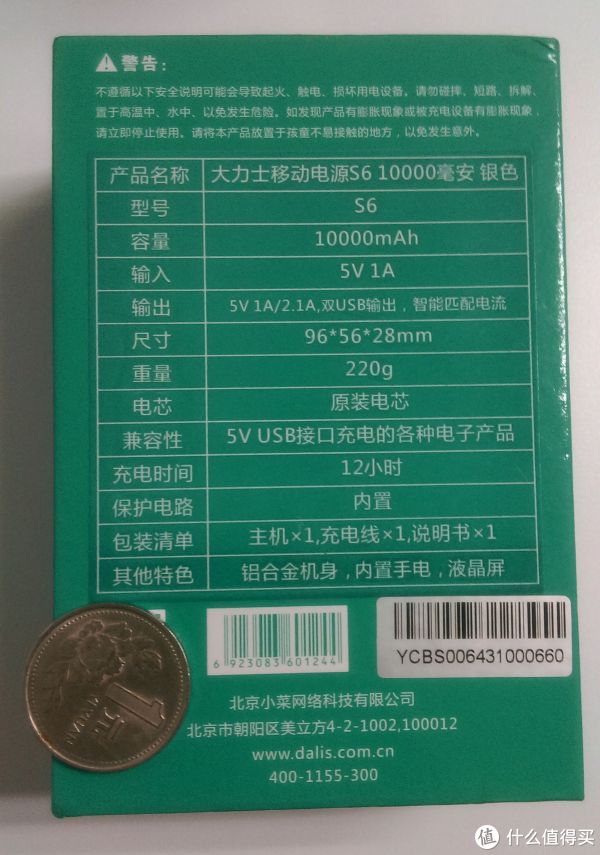 警告:
不遵循以下安全说明可能会导致起火、触电、损坏用电设备。请勿碰摔、短路、拆解、
置于高温中、水中、以免发生危险。如发现产品有膨胀现象或被充电设备有膨胀现象,
请立即停止使用。请将本产品放置于孩童不易接触的地方，以免发生意外。
产品名称 大力士移动电源S6 10000毫安 银色
型号 S6
容量 10000mAh
输入 5V 1A
输出 5V 1A/2.1A,双USB输出，智能匹配电流
尺寸 96*56*28mm
重量 220g
电芯 原装电芯
兼容性 5V USB接口充电的各种电子产品
充电时间 12小时
保护电路 内置
包装清单 主机×1,充电线×1,说明书×1
其他特色 铝合金机身，内置手电，液晶屏
6 923083 601244
YCBS006431000660
北京小菜网络科技有限公司
北京市朝阳区美立方4-2-1002,100012
www.dalis.com.cn
400-1155-300
1元
YI YUAN
值 什么值得买